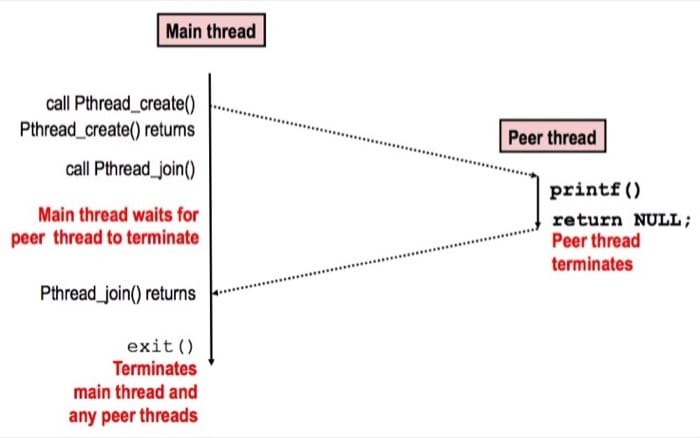 Main thread
call Pthread_create()
Pthread_create() returns
call Pthread_join()
Main thread waits for
peer thread to terminate
Pthread_join() returns
exit()
Terminates
main thread and
any peer threads
Peer thread
printf()
return NULL;
Peer thread
terminates